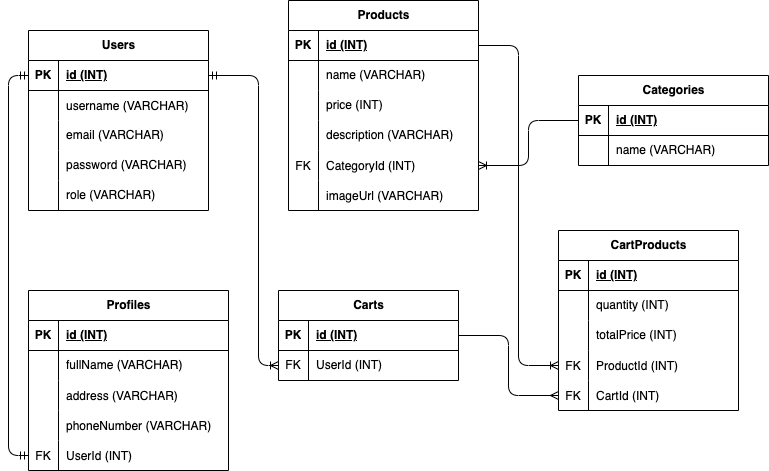 Users
PK id (INT)
username (VARCHAR)
email (VARCHAR)
password (VARCHAR)
role (VARCHAR)
Products
PK id (INT)
name (VARCHAR)
price (INT)
description (VARCHAR)
FK CategoryId (INT)
imageUrl (VARCHAR)
Categories
PK id (INT)
name (VARCHAR)
Profiles
PK id (INT)
fullName (VARCHAR)
address (VARCHAR)
phoneNumber (VARCHAR)
FK UserId (INT)
Carts
PK id (INT)
FK UserId (INT)
CartProducts
PK id (INT)
quantity (INT)
totalPrice (INT)
FK ProductId (INT)
FK CartId (INT)